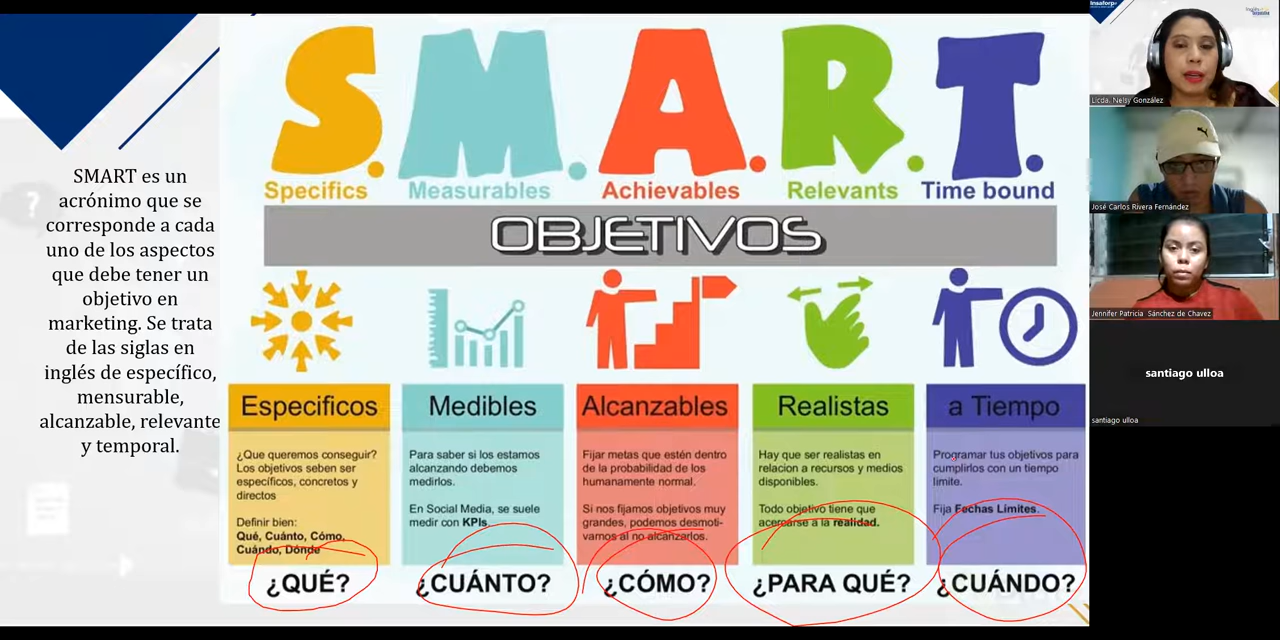 SMART es un
acrónimo que se
corresponde a cada
uno de los aspectos
que debe tener un
objetivo en
marketing. Se trata
de las siglas en
inglés de específico,
mensurable,
alcanzable, relevante
y temporal.
S. M. A. R. T.
Specifics Measurables Achievables Relevants Time bound
OBJETIVOS
Especificos
¿Que queremos conseguir?
Los objetivos seben ser
específicos, concretos y
directos
Definir bien:
Qué, Cuánto, Cómo,
Cuándo, Dónde
¿QUÉ?
Medibles
Para saber si los estamos
alcanzando debemos
medirlos.
En Social Media, se suele
medir con KPIs.
¿CUÁNTO?
Alcanzables
Fijar metas que estén dentro
de la probabilidad de los
humanamente normal.
Si nos fijamos objetivos muy
grandes, podemos desmoti-
varnos al no alcanzarlos.
¿CÓMO?
Realistas
Hay que ser realistas en
relacion a recursos y medios
disponibles.
Todo objetivo tiene que
acercarse a la realidad.
¿PARA QUÉ?
a Tiempo
Programar tus objetivos para
cumplirlos con un tiempo
limite.
Fija Fechas Límites.
¿CUÁNDO?
Insaforp
Licda. Nelsy González
José Carlos Rivera Fernández
Jennifer Patricia Sánchez de Chavez
santiago ulloa
santiago ulloa